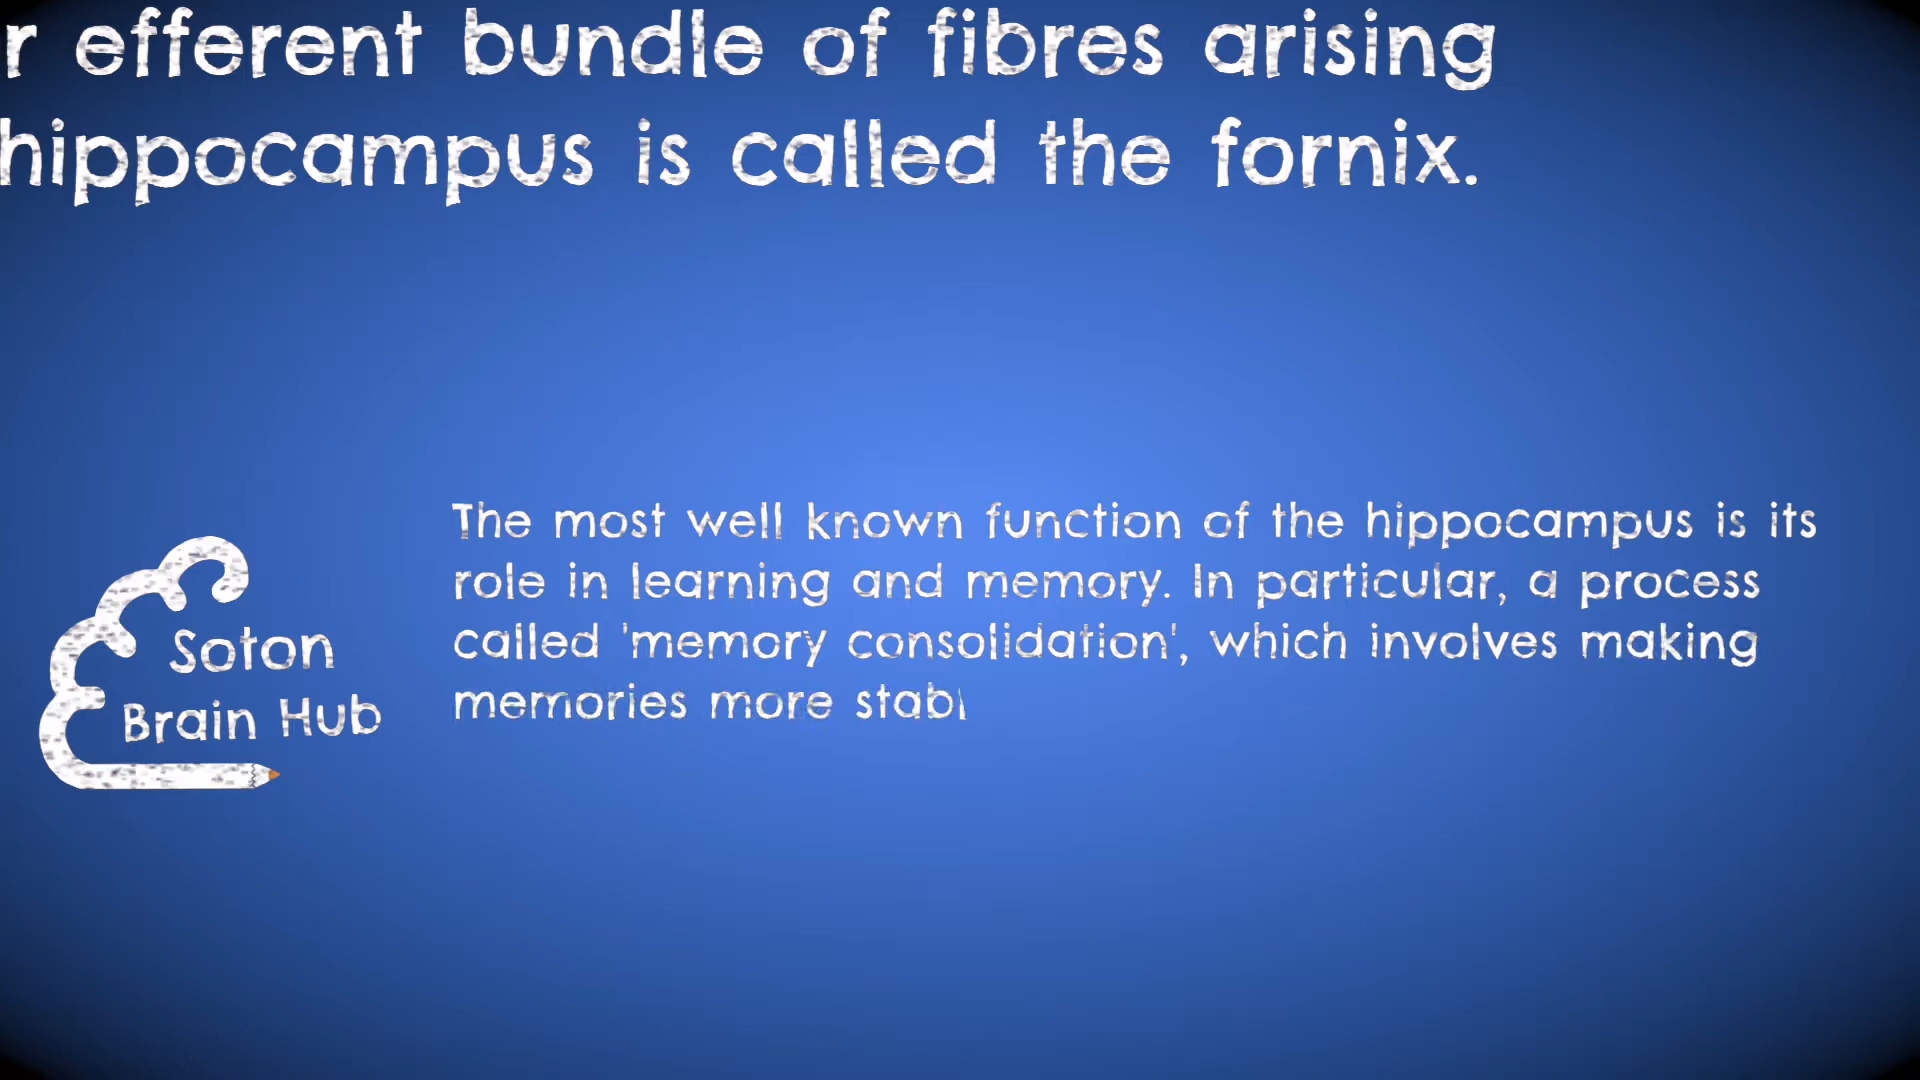 r efferent bundle of fibres arising
hippocampus is called the fornix.
The most well known function of the hippocampus is its
role in learning and memory. In particular, a process
called 'memory consolidation', which involves making
memories more stabl
Soton
Brain Hub